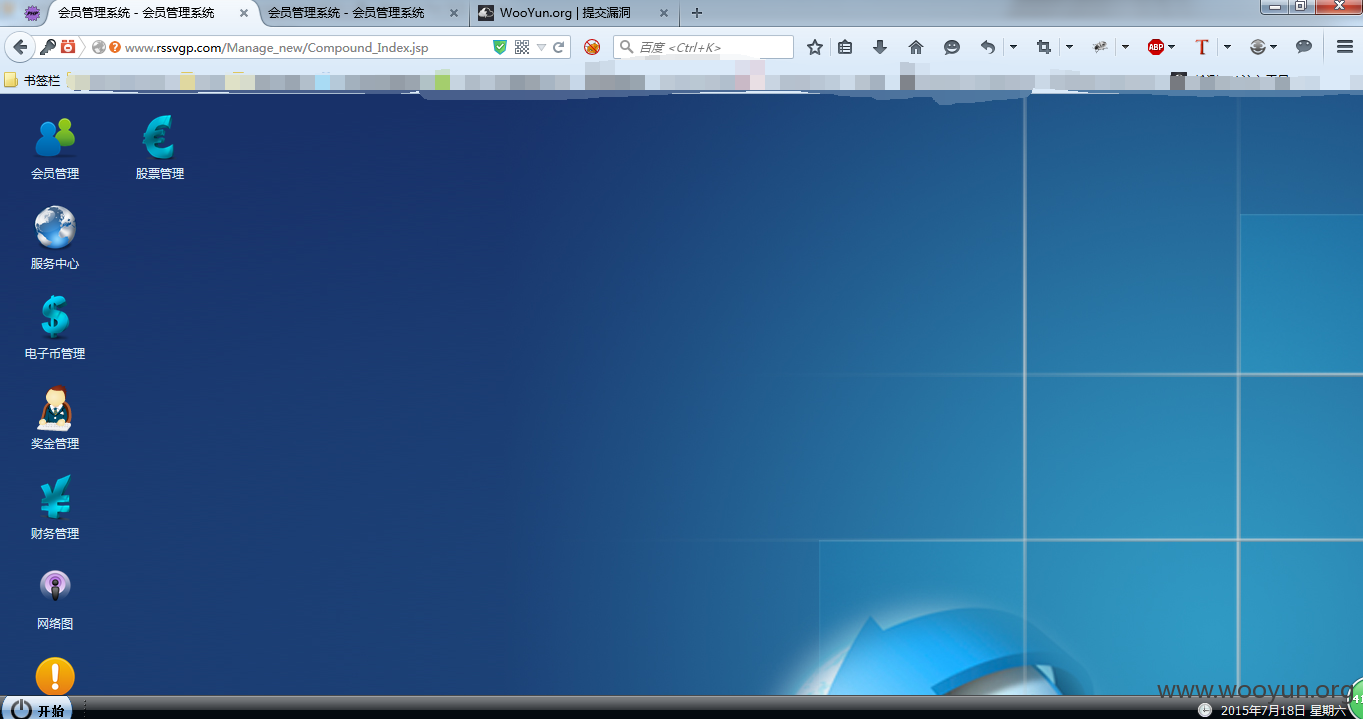 会员管理系统 - 会员管理系统
会员管理系统 - 会员管理系统
WooYun.org | 提交漏洞
www.rssvgp.com/Manage_new/Compound_Index.jsp
百度 <Ctrl+K>
ABP
T
书签栏
会员管理
股票管理
服务中心
电子币管理
奖金管理
财务管理
网络图
www.wooyun.org
开始
2015年7月18日 星期六